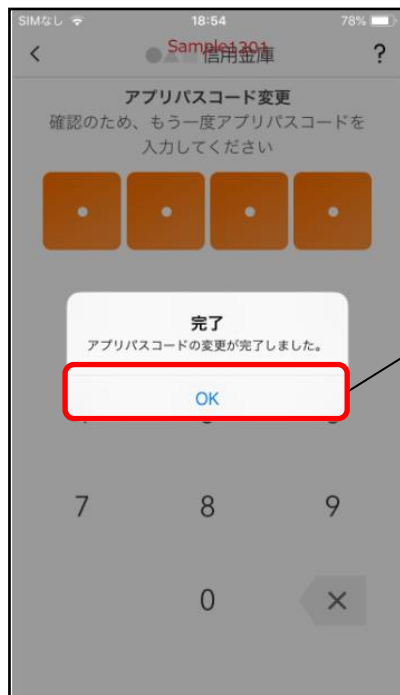 SIMなし 18:54 78%
Sample1201
●▲■信用金庫 ?
アプリパスコード変更
確認のため、もう一度アプリパスコードを
入力してください
完了
アプリパスコードの変更が完了しました。
OK
7 8 9
0